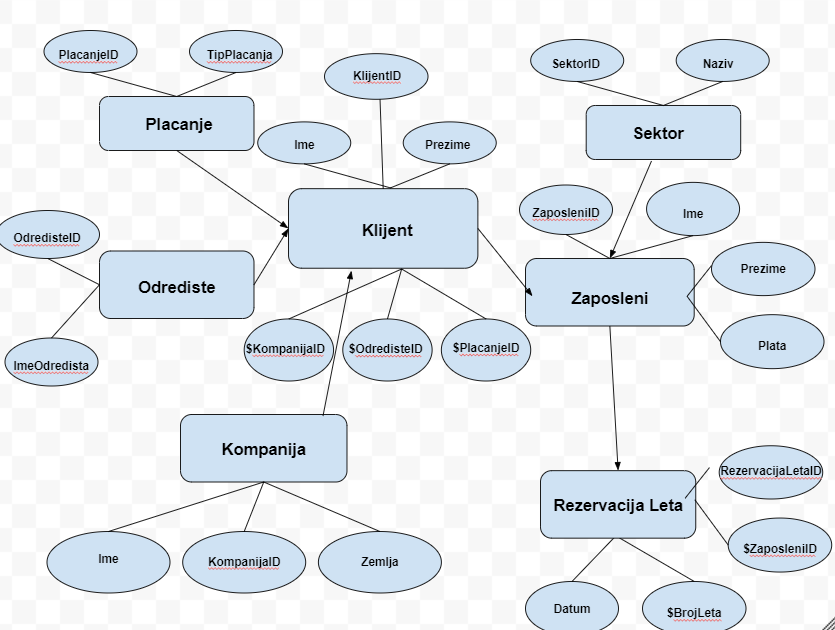 PlacanjeID
TipPlacanja
Placanje
KlijentID
Ime
Prezime
Klijent
SektorID
Naziv
Sektor
OdredisteID
Odrediste
ImeOdredista
ZaposleniID
Ime
Zaposleni
Prezime
Plata
$KompanijaID
$OdredisteID
$PlacanjeID
Kompanija
Ime
KompanijaID
Zemlja
Rezervacija Leta
RezervacijaLetaID
$ZaposleniID
Datum
$BrojLeta